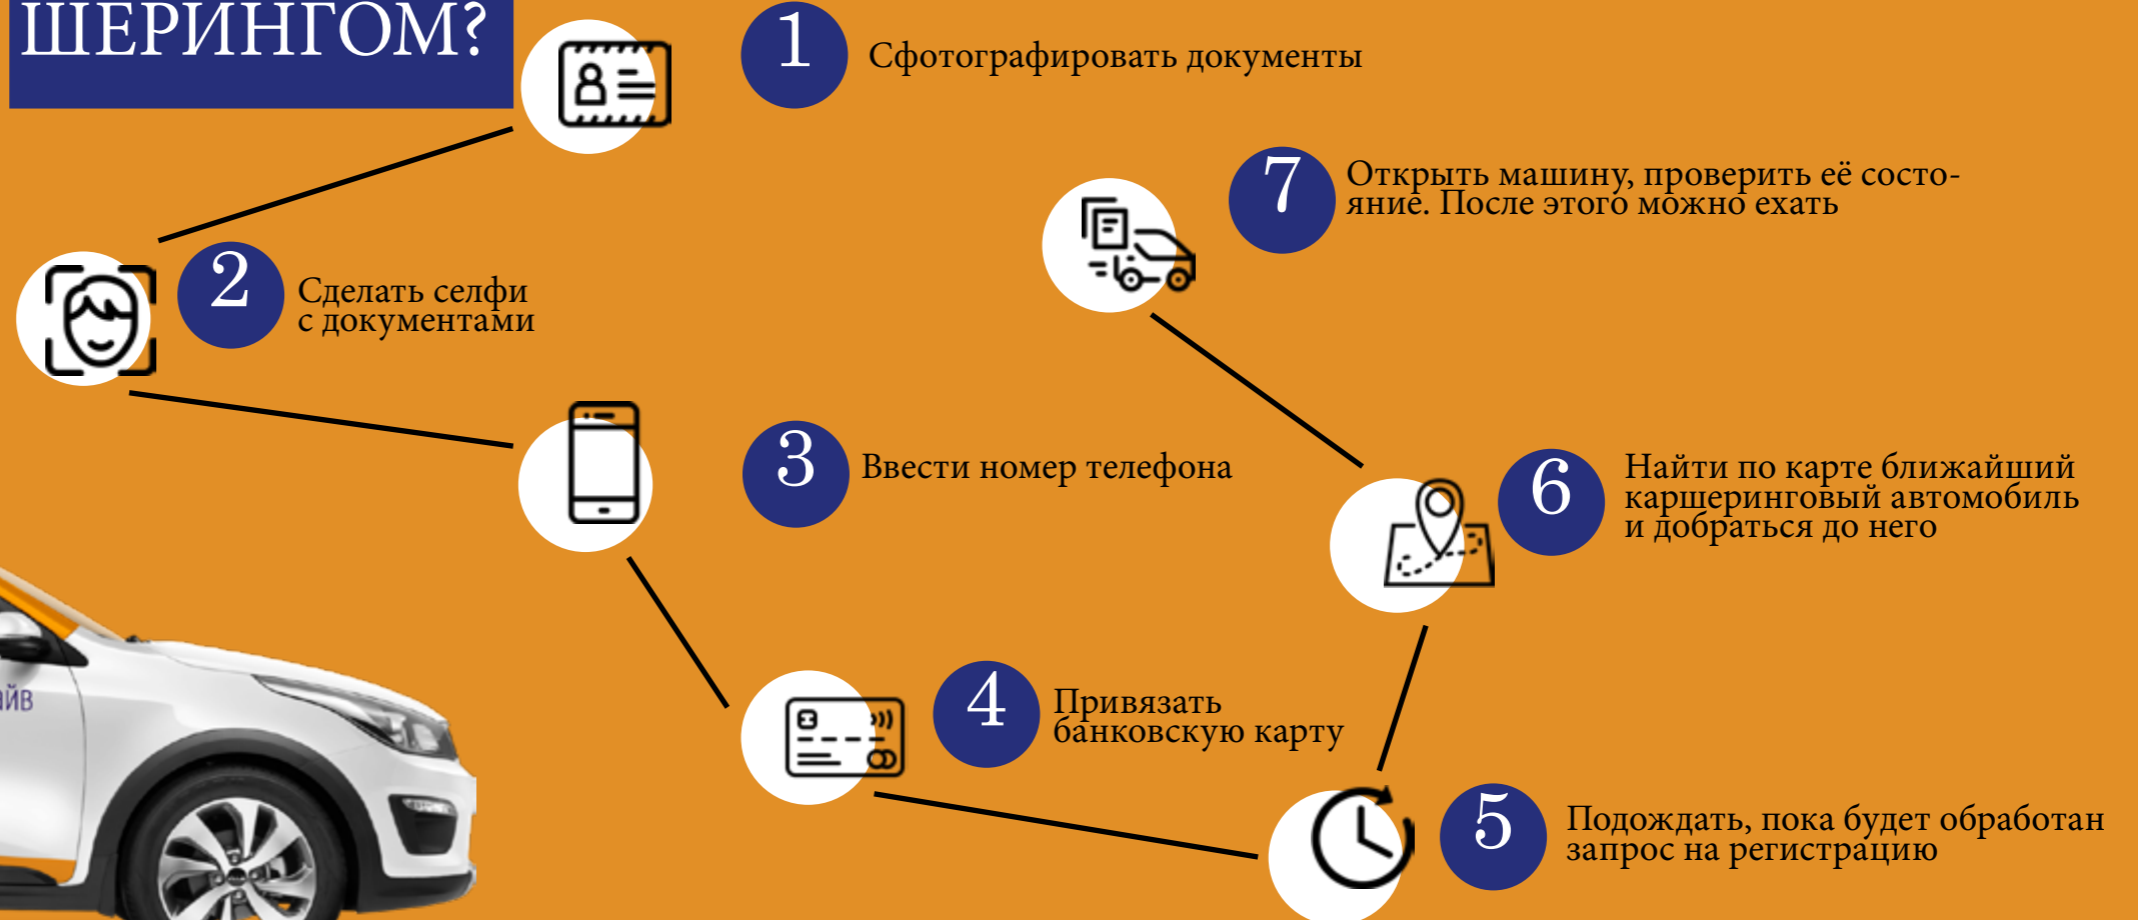 ШЕРИНГОМ?
1
Сфотографировать документы
2
Сделать селфи
с документами
3
Ввести номер телефона
4
Привязать
банковскую карту
5
Подождать, пока будет обработан
запрос на регистрацию
6
Найти по карте ближайший
каршеринговый автомобиль
и добраться до него
7
Открыть машину, проверить её состо-
яние. После этого можно ехать